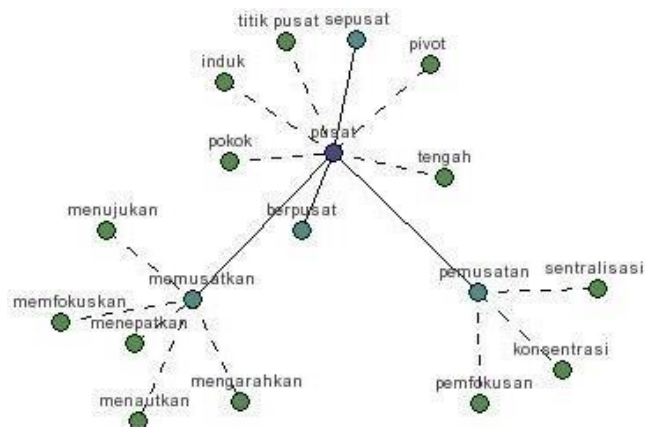 titik pusat
sepusat
pivot
induk
pusat
pokok
tengah
berpusat
menujukan
memusatkan
pemusatan
sentralisasi
memfokuskan
menepatkan
konsentrasi
mengarahkan
pemfokusan
menautkan